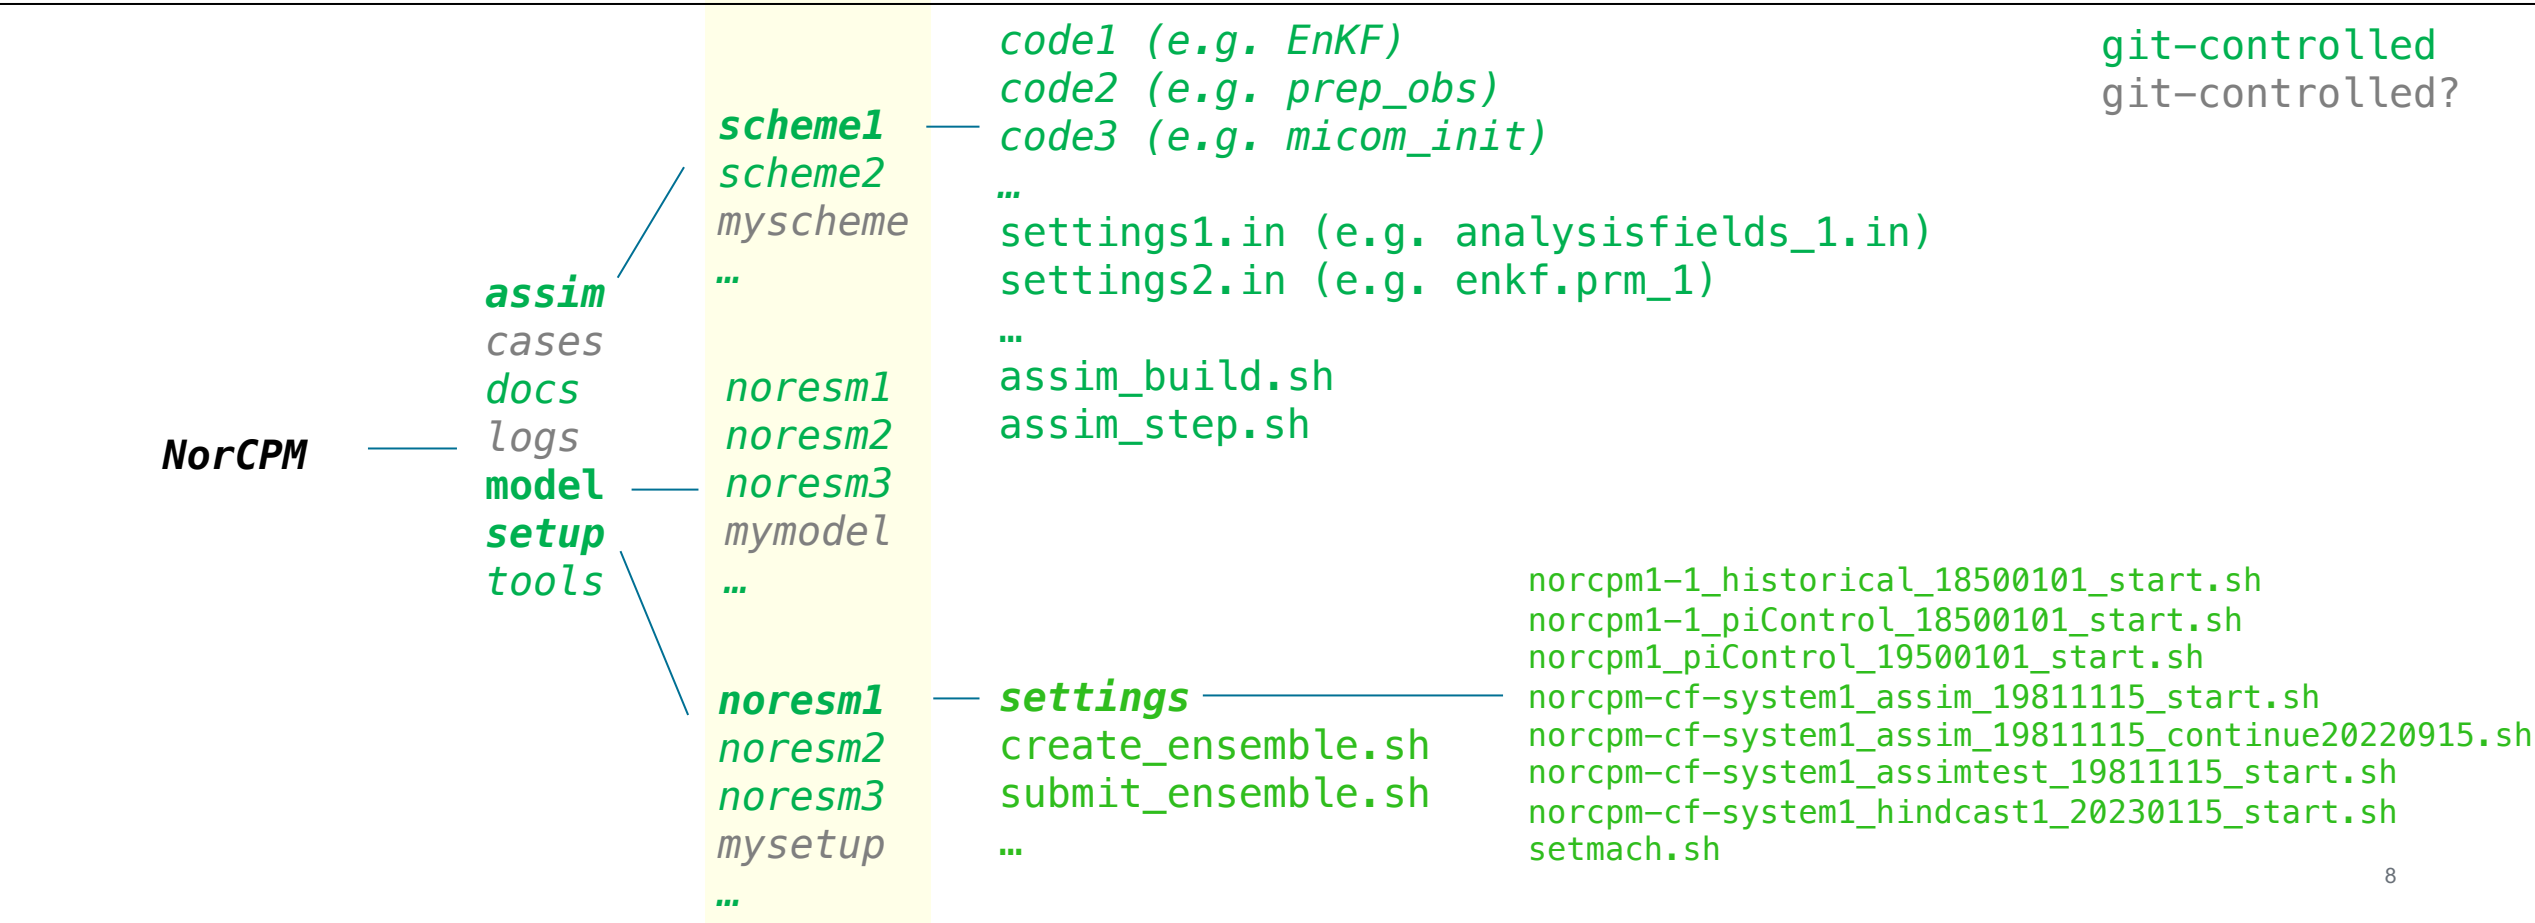 NorCPM
assim
cases
docs
logs
model
setup
tools
scheme1
scheme2
myscheme
…
noresm1
noresm2
noresm3
mymodel
…
noresm1
noresm2
noresm3
mysetup
…
code1 (e.g. EnKF)
code2 (e.g. prep_obs)
code3 (e.g. micom_init)
…
settings1.in (e.g. analysisfields_1.in)
settings2.in (e.g. enkf.prm_1)
…
assim_build.sh
assim_step.sh
settings
create_ensemble.sh
submit_ensemble.sh
…
git-controlled
git-controlled?
norcpm1-1_historical_18500101_start.sh
norcpm1-1_piControl_18500101_start.sh
norcpm1_piControl_19500101_start.sh
norcpm-cf-system1_assim_19811115_start.sh
norcpm-cf-system1_assim_19811115_continue20220915.sh
norcpm-cf-system1_assimtest_19811115_start.sh
norcpm-cf-system1_hindcast1_20230115_start.sh
setmach.sh
8